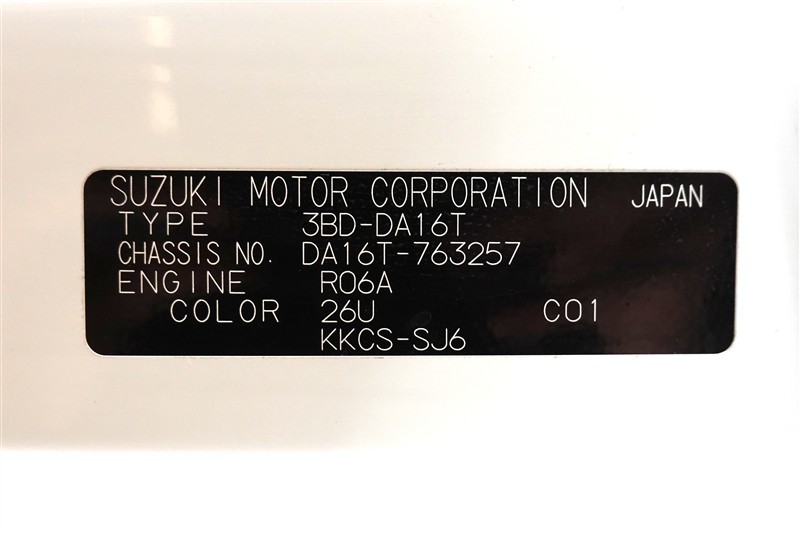 SUZUKI MOTOR CORPORATION JAPAN
TYPE 3BD-DA16T
CHASSIS NO. DA16T-763257
ENGINE R06A
COLOR 26U C01
KKCS-SJ6